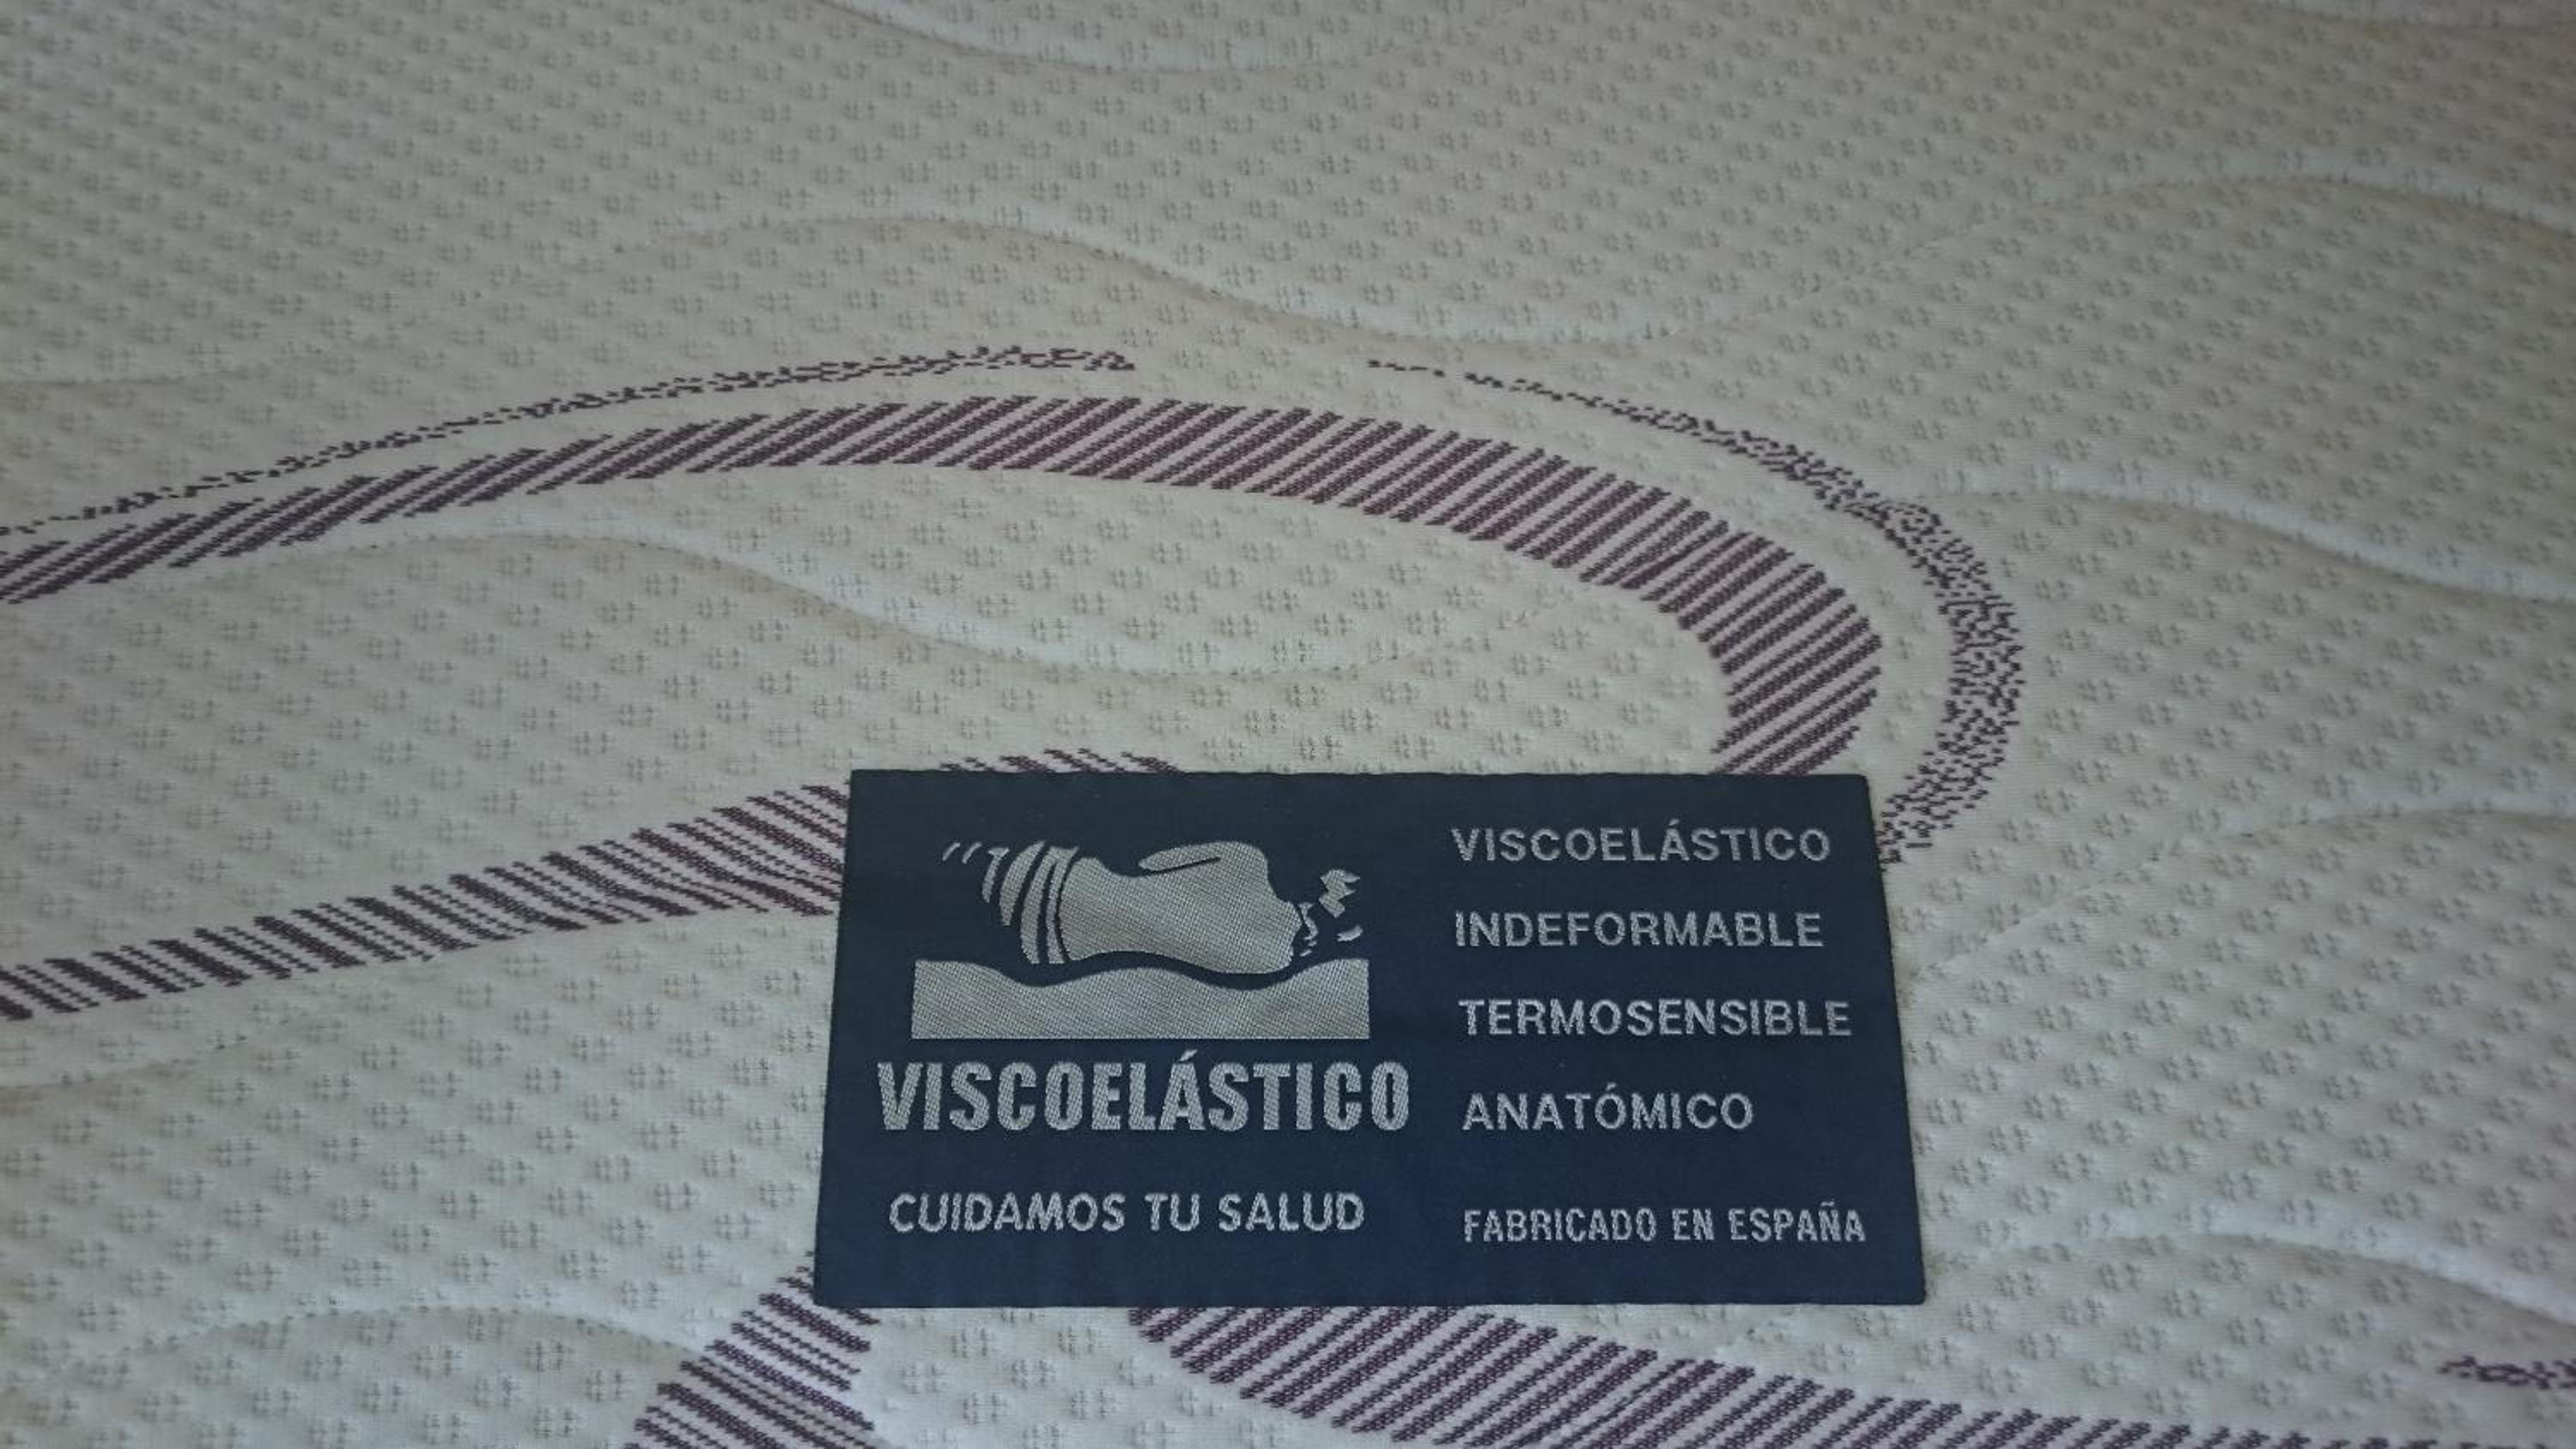 VISCOELÁSTICO
CUIDAMOS TU SALUD
VISCOELÁSTICO
INDEFORMABLE
TERMOSENSIBLE
ANATÓMICO
FABRICADO EN ESPAÑA